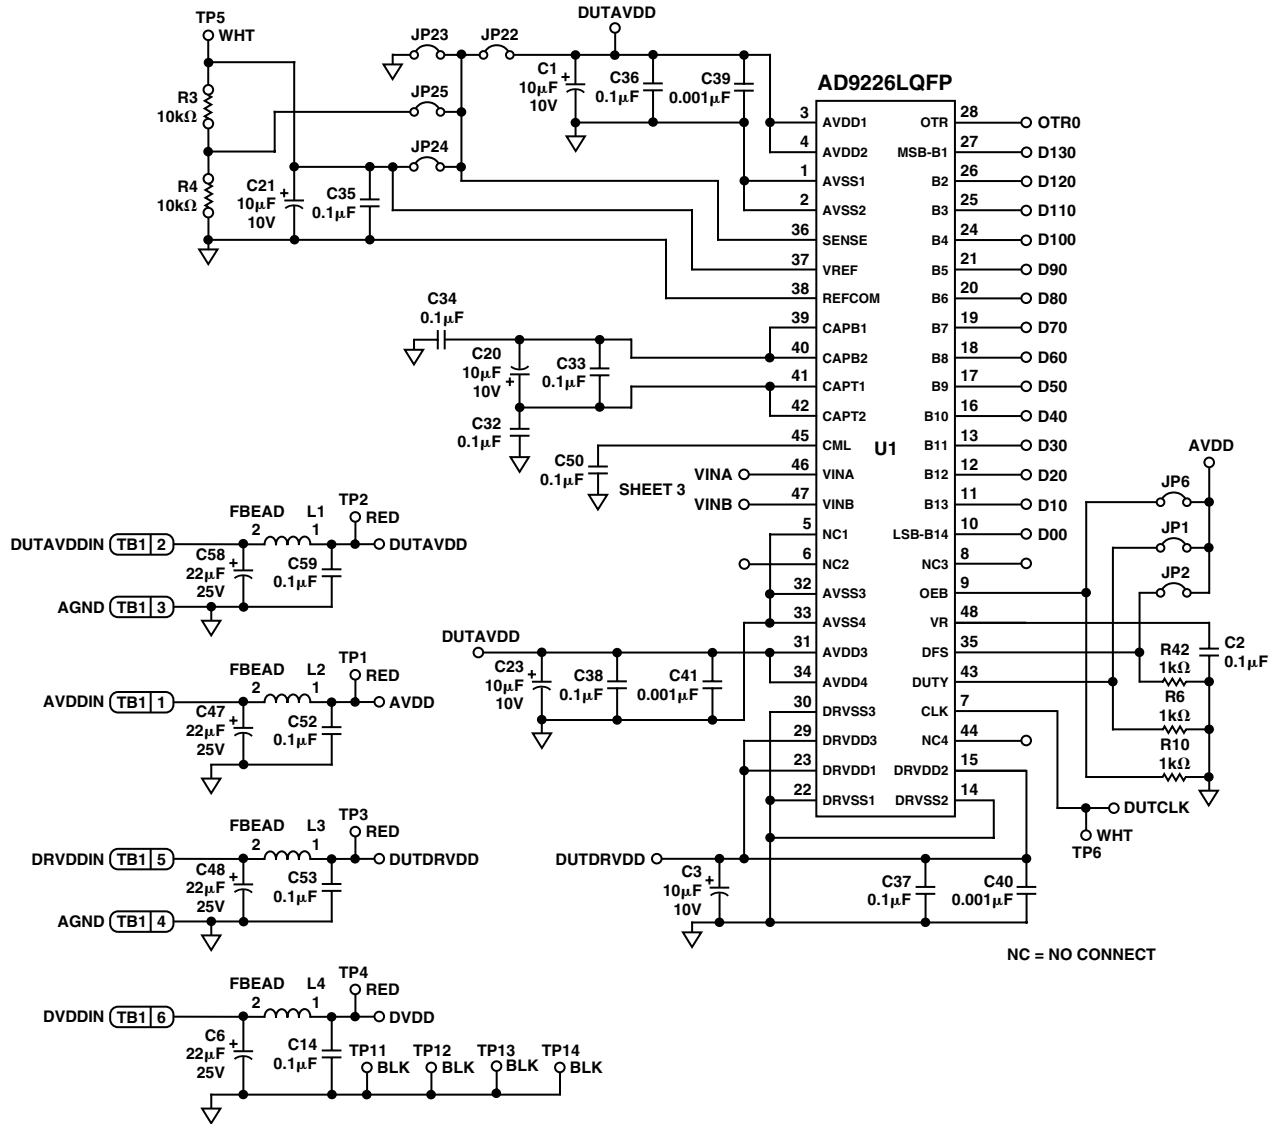 TP5
WHT
R3
10kΩ
R4
10kΩ
C21
10µF
10V
+
C35
0.1µF
JP23
JP22
JP25
JP24
DUTAVDD
C1
10µF
10V
+
C36
0.1µF
C39
0.001µF
AD9226LQFP
U1
3 AVDD1
4 AVDD2
1 AVSS1
2 AVSS2
36 SENSE
37 VREF
38 REFCOM
39 CAPB1
40 CAPB2
41 CAPT1
42 CAPT2
45 CML
46 VINA
47 VINB
5 NC1
6 NC2
32 AVSS3
33 AVSS4
31 AVDD3
34 AVDD4
30 DRVSS3
29 DRVDD3
23 DRVDD1
22 DRVSS1
OTR 28 OTR0
MSB-B1 27 D130
B2 26 D120
B3 25 D110
B4 24 D100
B5 21 D90
B6 20 D80
B7 19 D70
B8 18 D60
B9 17 D50
B10 16 D40
B11 13 D30
B12 12 D20
B13 11 D10
LSB-B14 10 D00
NC3 8
OEB 9
VR 48
DFS 35
DUTY 43
CLK 7
NC4 44
DRVDD2 15
DRVSS2 14
C34
0.1µF
C20
10µF
10V
+
C33
0.1µF
C32
0.1µF
C50
0.1µF
SHEET 3
VINA
VINB
AVDD
JP6
JP1
JP2
C2
0.1µF
R42
1kΩ
R6
1kΩ
R10
1kΩ
DUTCLK
WHT
TP6
DUTAVDD
C23
10µF
10V
+
C38
0.1µF
C41
0.001µF
DUTDRVDD
C3
10µF
10V
+
C37
0.1µF
C40
0.001µF
NC = NO CONNECT
DUTAVDDIN TB1 2
FBEAD L1
2 1
TP2
RED
DUTAVDD
C58
22µF
25V
+
C59
0.1µF
AGND TB1 3
AVDDIN TB1 1
FBEAD L2
2 1
TP1
RED
AVDD
C47
22µF
25V
+
C52
0.1µF
DRVDDIN TB1 5
FBEAD L3
2 1
TP3
RED
DUTDRVDD
C48
22µF
25V
+
C53
0.1µF
AGND TB1 4
DVDDIN TB1 6
FBEAD L4
2 1
TP4
RED
DVDD
C6
22µF
25V
+
C14
0.1µF
TP11
BLK
TP12
BLK
TP13
BLK
TP14
BLK